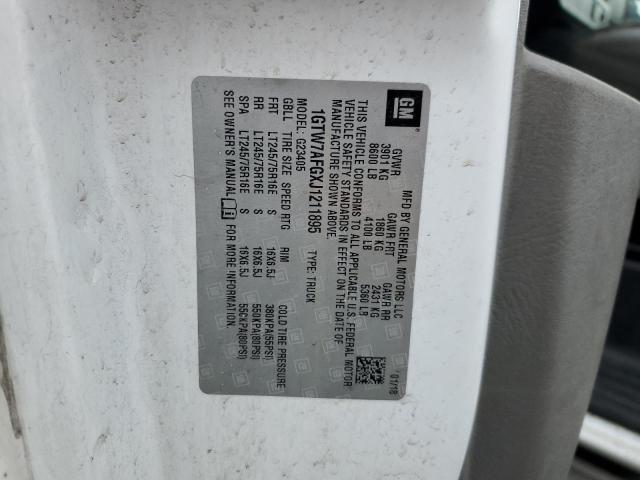 GM
MFD BY GENERAL MOTORS LLC
GVWR GAWR FRT GAWR RR
3901 KG 1860 KG 2431 KG
8600 LB 4100 LB 5360 LB
THIS VEHICLE CONFORMS TO ALL APPLICABLE U.S. FEDERAL MOTOR
VEHICLE SAFETY STANDARDS IN EFFECT ON THE DATE OF
MANUFACTURE SHOWN ABOVE.
01/18
1GTW7AFGXJ1211895 TYPE: TRUCK
MODEL: G23405
GBLL TIRE SIZE SPEED RTG RIM COLD TIRE PRESSURE
FRT LT245/75R16E S 16X6.5J 380KPA(55PSI)
RR LT245/75R16E S 16X6.5J 550KPA(80PSI)
SPA LT245/75R16E S 16X6.5J 550KPA(80PSI)
SEE OWNER'S MANUAL FOR MORE INFORMATION.